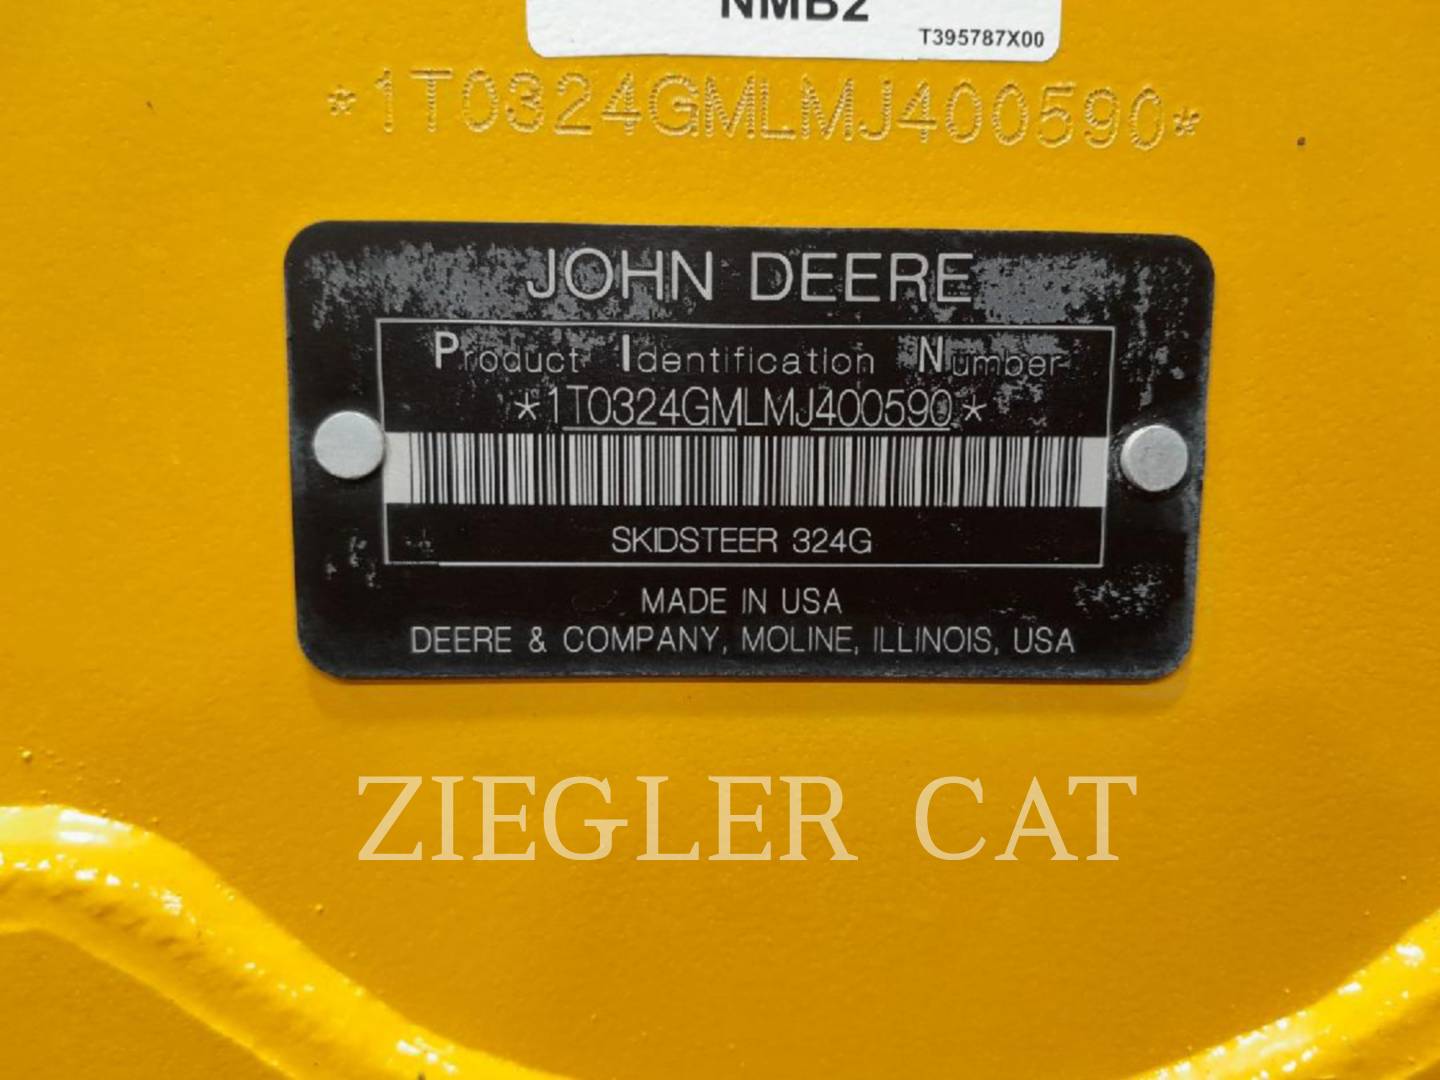 NMB2
T395787X00
*1T0324GMLMJ400590*
JOHN DEERE
Product Identification Number
*1T0324GMLMJ400590*
SKIDSTEER 324G
MADE IN USA
DEERE & COMPANY, MOLINE, ILLINOIS, USA
ZIEGLER CAT